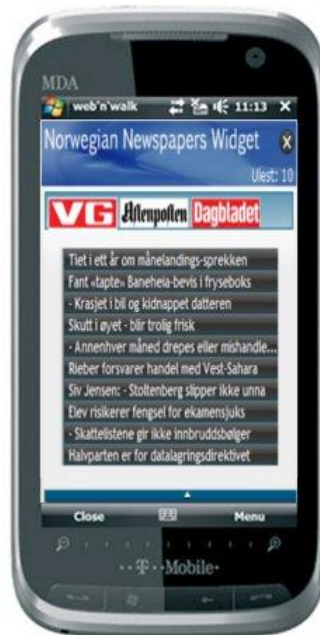 MDA
web'n'walk 11:13 X
Norwegian Newspapers Widget X
Ulest: 10
VG Aftenposten Dagbladet
Tiet i ett år om månelandings-sprekken
Fant «tapte» Baneheia-bevis i fryseboks
- Krasjet i bil og kidnappet datteren
Skutt i øyet - blir trolig frisk
- Annenhver måned drepes eller mishandle...
Rieber forsvarer handel med Vest-Sahara
Siv Jensen: - Stoltenberg slipper ikke unna
Elev risikerer fengsel for ekamensjuks
- Skattelistene gir ikke innbruddsbølger
Halvparten er for datalagringsdirektivet
Close Menu
··T··Mobile·